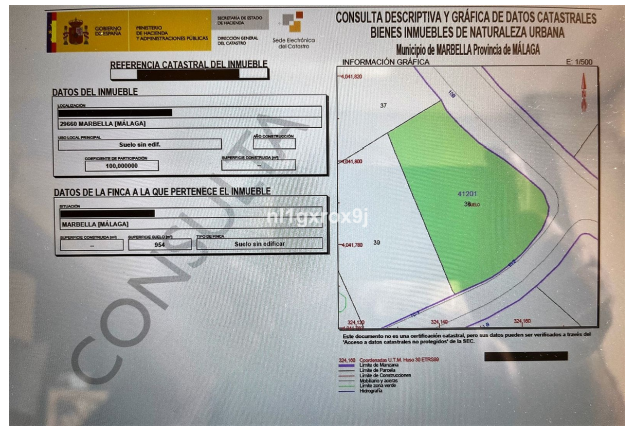 GOBIERNO
DE ESPAÑA
MINISTERIO
DE HACIENDA
Y ADMINISTRACIONES PÚBLICAS
SECRETARÍA DE ESTADO
DE HACIENDA
DIRECCIÓN GENERAL
DEL CATASTRO
Sede Electrónica
del Catastro
CONSULTA DESCRIPTIVA Y GRÁFICA DE DATOS CATASTRALES
BIENES INMUEBLES DE NATURALEZA URBANA
Municipio de MARBELLA Provincia de MÁLAGA
REFERENCIA CATASTRAL DEL INMUEBLE
DATOS DEL INMUEBLE
LOCALIZACIÓN
29660 MARBELLA [MÁLAGA]
USO LOCAL PRINCIPAL
Suelo sin edif.
AÑO CONSTRUCCIÓN
COEFICIENTE DE PARTICIPACIÓN
100,000000
SUPERFICIE CONSTRUIDA [m²]
--
DATOS DE LA FINCA A LA QUE PERTENECE EL INMUEBLE
SITUACIÓN
MARBELLA [MÁLAGA]
SUPERFICIE CONSTRUIDA [m²]
--
SUPERFICIE SUELO [m²]
954
TIPO DE FINCA
Suelo sin edificar
INFORMACIÓN GRÁFICA
E: 1/500
4,041,820
37
4,041,800
41201
38
SUELO
39
4,041,780
324,120
324,140
324,160
Este documento no es una certificación catastral, pero sus datos pueden ser verificados a través del
'Acceso a datos catastrales no protegidos' de la SEC.
324,160 Coordenadas U.T.M. Huso 30 ETRS89
Límite de Manzana
Límite de Parcela
Límite de Construcciones
Mobiliario y aceras
Límite zona verde
Hidrografía
CONSULTA